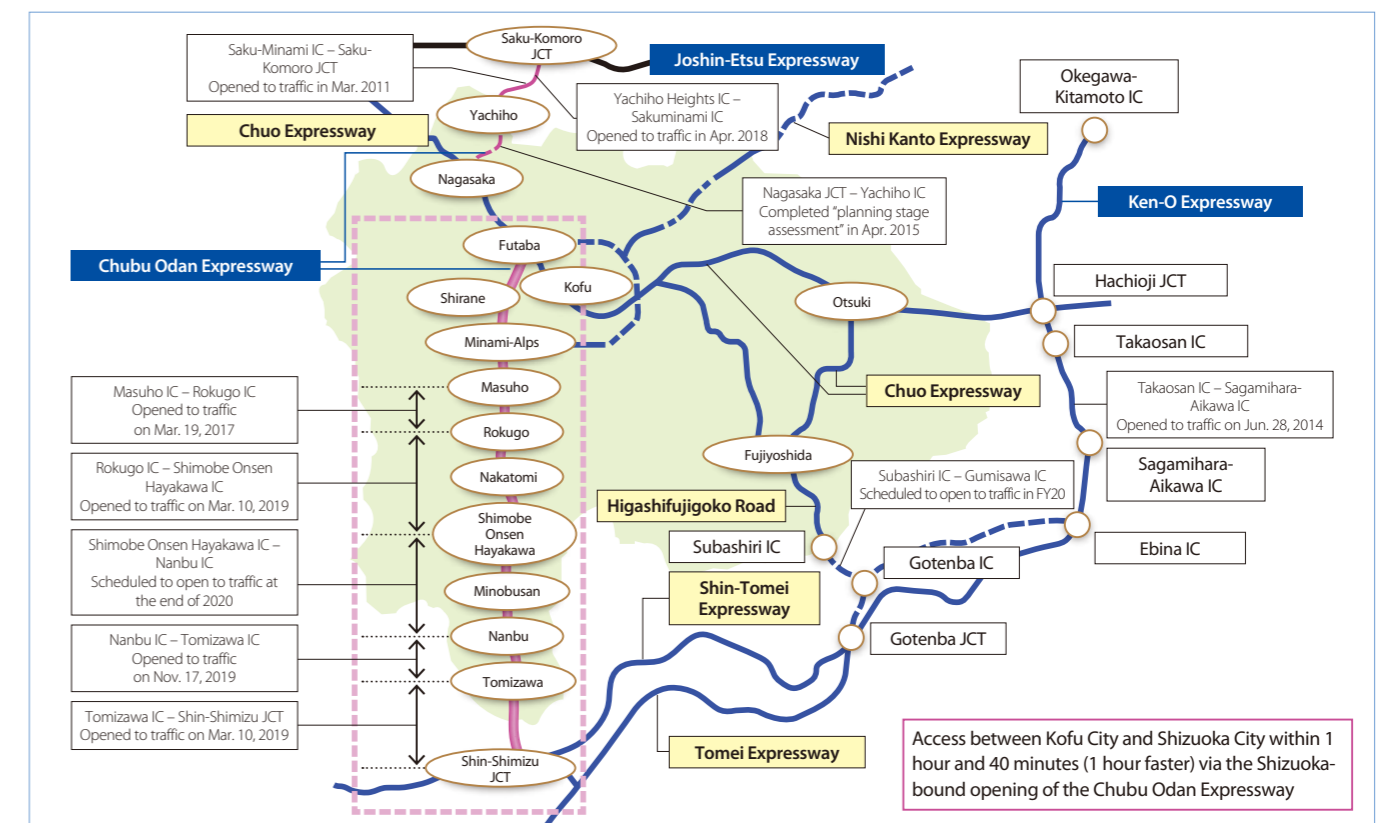 Saku-Minami IC – Saku-
Komoro JCT
Opened to traffic in Mar. 2011
Saku-Komoro
JCT
Joshin-Etsu Expressway
Okegawa-
Kitamoto IC
Chuo Expressway
Yachiho
Yachiho Heights IC –
Sakuminami IC
Opened to traffic in Apr. 2018
Nishi Kanto Expressway
Nagasaka
Nagasaka JCT – Yachiho IC
Completed “planning stage
assessment” in Apr. 2015
Ken-O Expressway
Chubu Odan Expressway
Futaba
Kofu
Shirane
Otsuki
Hachioji JCT
Minami-Alps
Takaosan IC
Masuho IC – Rokugo IC
Opened to traffic
on Mar. 19, 2017
Masuho
Chuo Expressway
Takaosan IC – Sagamihara-
Aikawa IC
Opened to traffic on Jun. 28, 2014
Rokugo
Fujiyoshida
Sagamihara-
Aikawa IC
Rokugo IC – Shimobe Onsen
Hayakawa IC
Opened to traffic on Mar. 10, 2019
Nakatomi
Subashiri IC – Gumisawa IC
Scheduled to open to traffic in FY20
Higashifujigoko Road
Shimobe
Onsen
Hayakawa
Subashiri IC
Ebina IC
Gotenba IC
Shimobe Onsen Hayakawa IC –
Nanbu IC
Scheduled to open to traffic at
the end of 2020
Minobusan
Shin-Tomei
Expressway
Nanbu
Gotenba JCT
Nanbu IC – Tomizawa IC
Opened to traffic
on Nov. 17, 2019
Tomizawa
Tomizawa IC – Shin-Shimizu JCT
Opened to traffic on Mar. 10, 2019
Tomei Expressway
Shin-Shimizu
JCT
Access between Kofu City and Shizuoka City within 1
hour and 40 minutes (1 hour faster) via the Shizuoka-
bound opening of the Chubu Odan Expressway